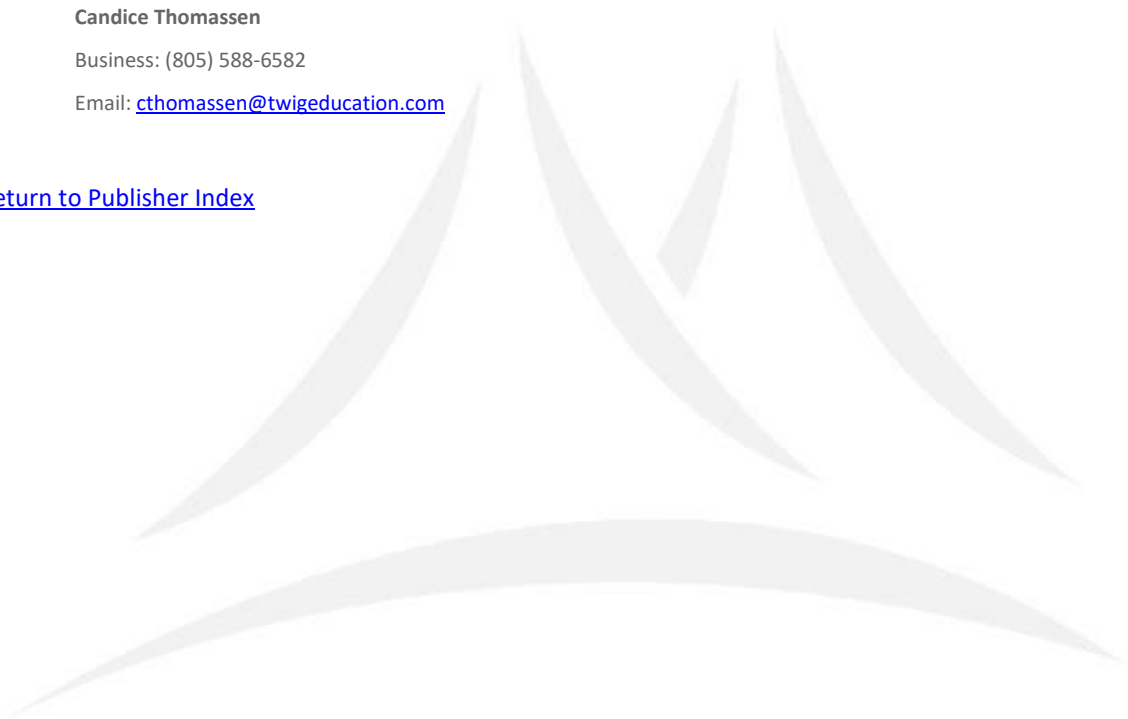 Candice Thomassen
Business: (805) 588-6582
Email: cthomassen@twigeducation.com
eturn to Publisher Index